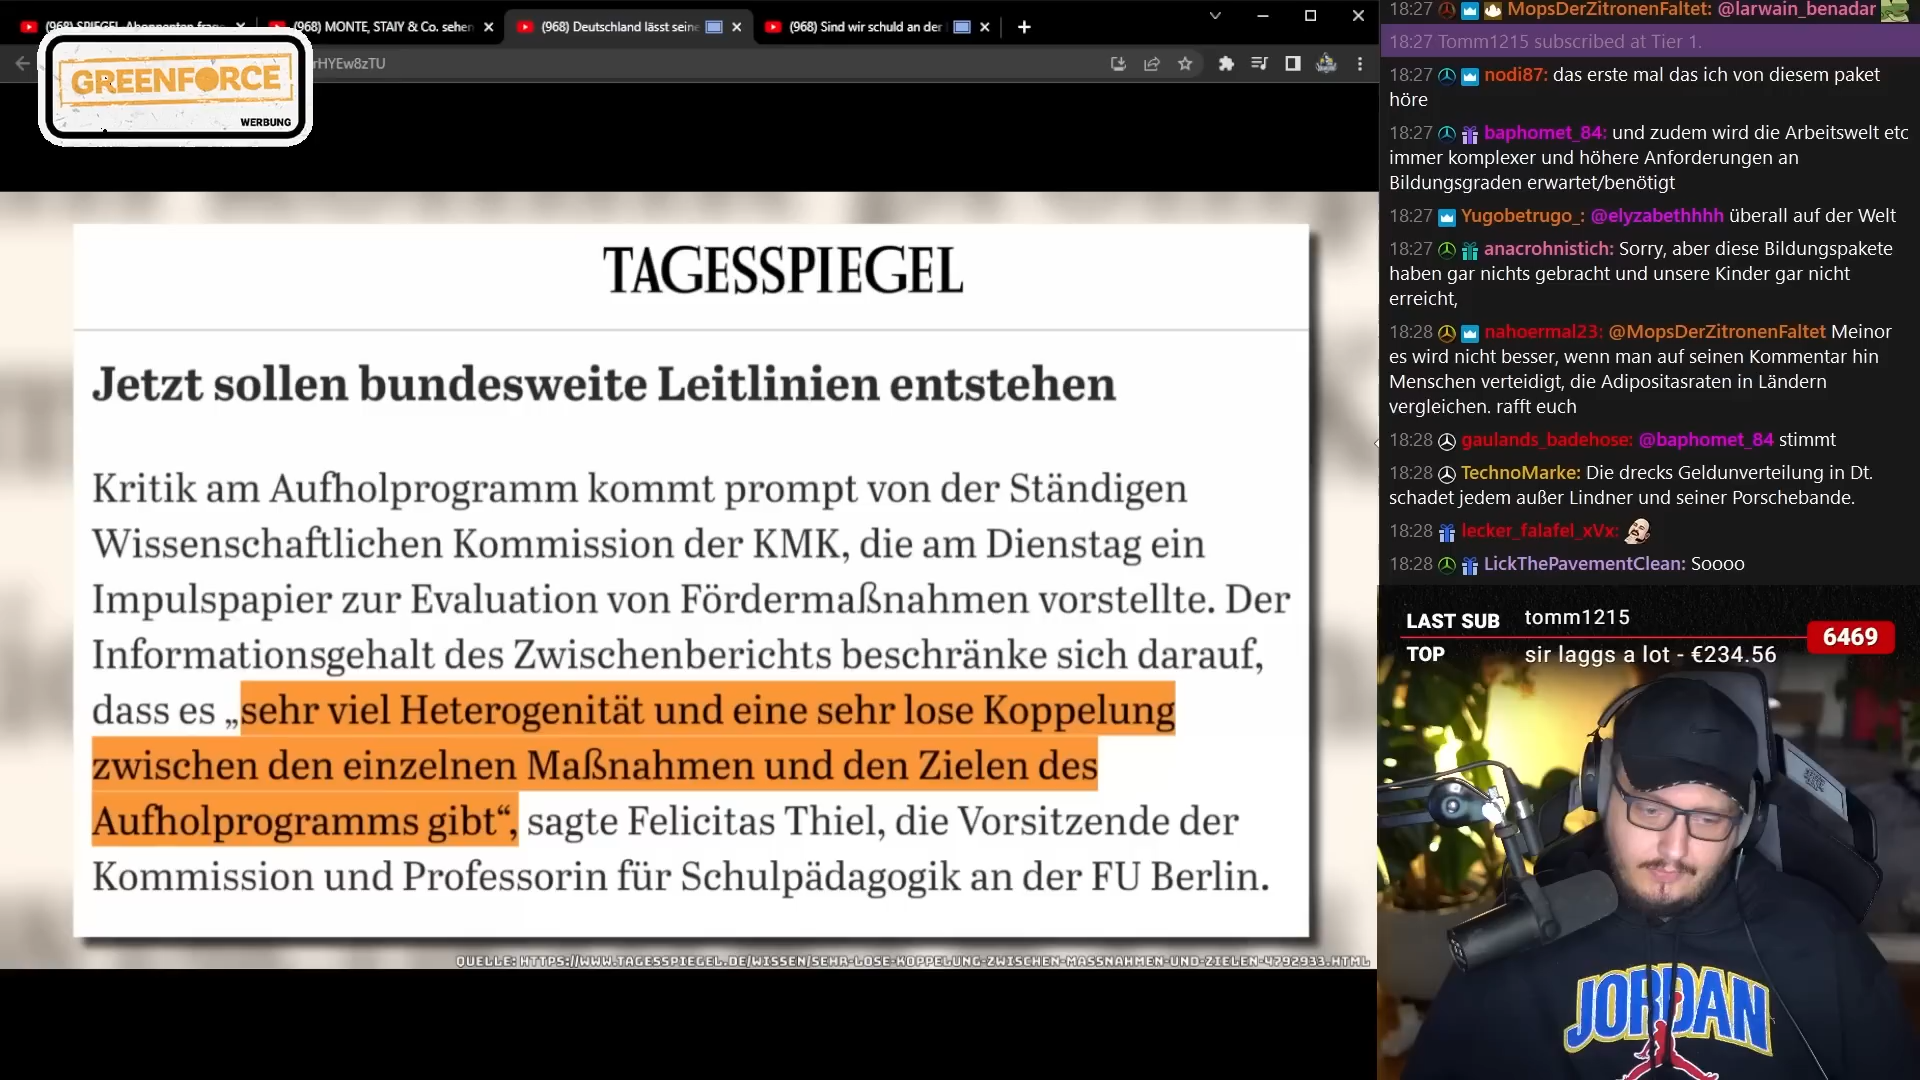 (968) SPIEGEL-Abonnenten frage
(968) MONTE, STAIY & Co. sehen
(968) Deutschland lässt seine
(968) Sind wir schuld an der
rHYEw8zTU
GREENFORCE
WERBUNG
TAGESSPIEGEL
Jetzt sollen bundesweite Leitlinien entstehen
Kritik am Aufholprogramm kommt prompt von der Ständigen
Wissenschaftlichen Kommission der KMK, die am Dienstag ein
Impulspapier zur Evaluation von Fördermaßnahmen vorstellte. Der
Informationsgehalt des Zwischenberichts beschränke sich darauf,
dass es „sehr viel Heterogenität und eine sehr lose Koppelung
zwischen den einzelnen Maßnahmen und den Zielen des
Aufholprogramms gibt“, sagte Felicitas Thiel, die Vorsitzende der
Kommission und Professorin für Schulpädagogik an der FU Berlin.
QUELLE: HTTPS://WWW.TAGESSPIEGEL.DE/WISSEN/SEHR-LOSE-KOPPELUNG-ZWISCHEN-MASSNAHMEN-UND-ZIELEN-4792933.HTML
18:27 MopsDerZitronenFaltet: @larwain_benadar
18:27 Tomm1215 subscribed at Tier 1.
18:27 nodi87: das erste mal das ich von diesem paket
höre
18:27 baphomet_84: und zudem wird die Arbeitswelt etc
immer komplexer und höhere Anforderungen an
Bildungsgraden erwartet/benötigt
18:27 Yugobetrugo_: @elyzabethhhh überall auf der Welt
18:27 anacrohnistich: Sorry, aber diese Bildungspakete
haben gar nichts gebracht und unsere Kinder gar nicht
erreicht,
18:28 nahoermal23: @MopsDerZitronenFaltet Meinor
es wird nicht besser, wenn man auf seinen Kommentar hin
Menschen verteidigt, die Adipositasraten in Ländern
vergleichen. rafft euch
18:28 gaulands_badehose: @baphomet_84 stimmt
18:28 TechnoMarke: Die drecks Geldunverteilung in Dt.
schadet jedem außer Lindner und seiner Porschebande.
18:28 lecker_falafel_xVx:
18:28 LickThePavementClean: Soooo
LAST SUB tomm1215
6469
TOP sir laggs a lot - €234.56
JORDAN